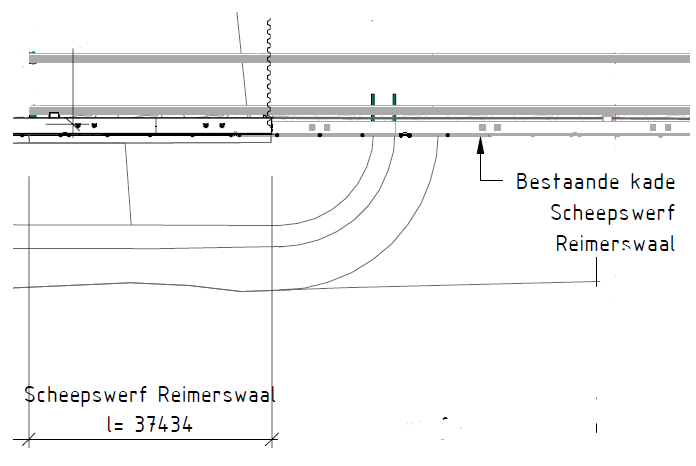 Bestaande kade
Scheepswerf
Reimerswaal
Scheepswerf Reimerswaal
l= 37434